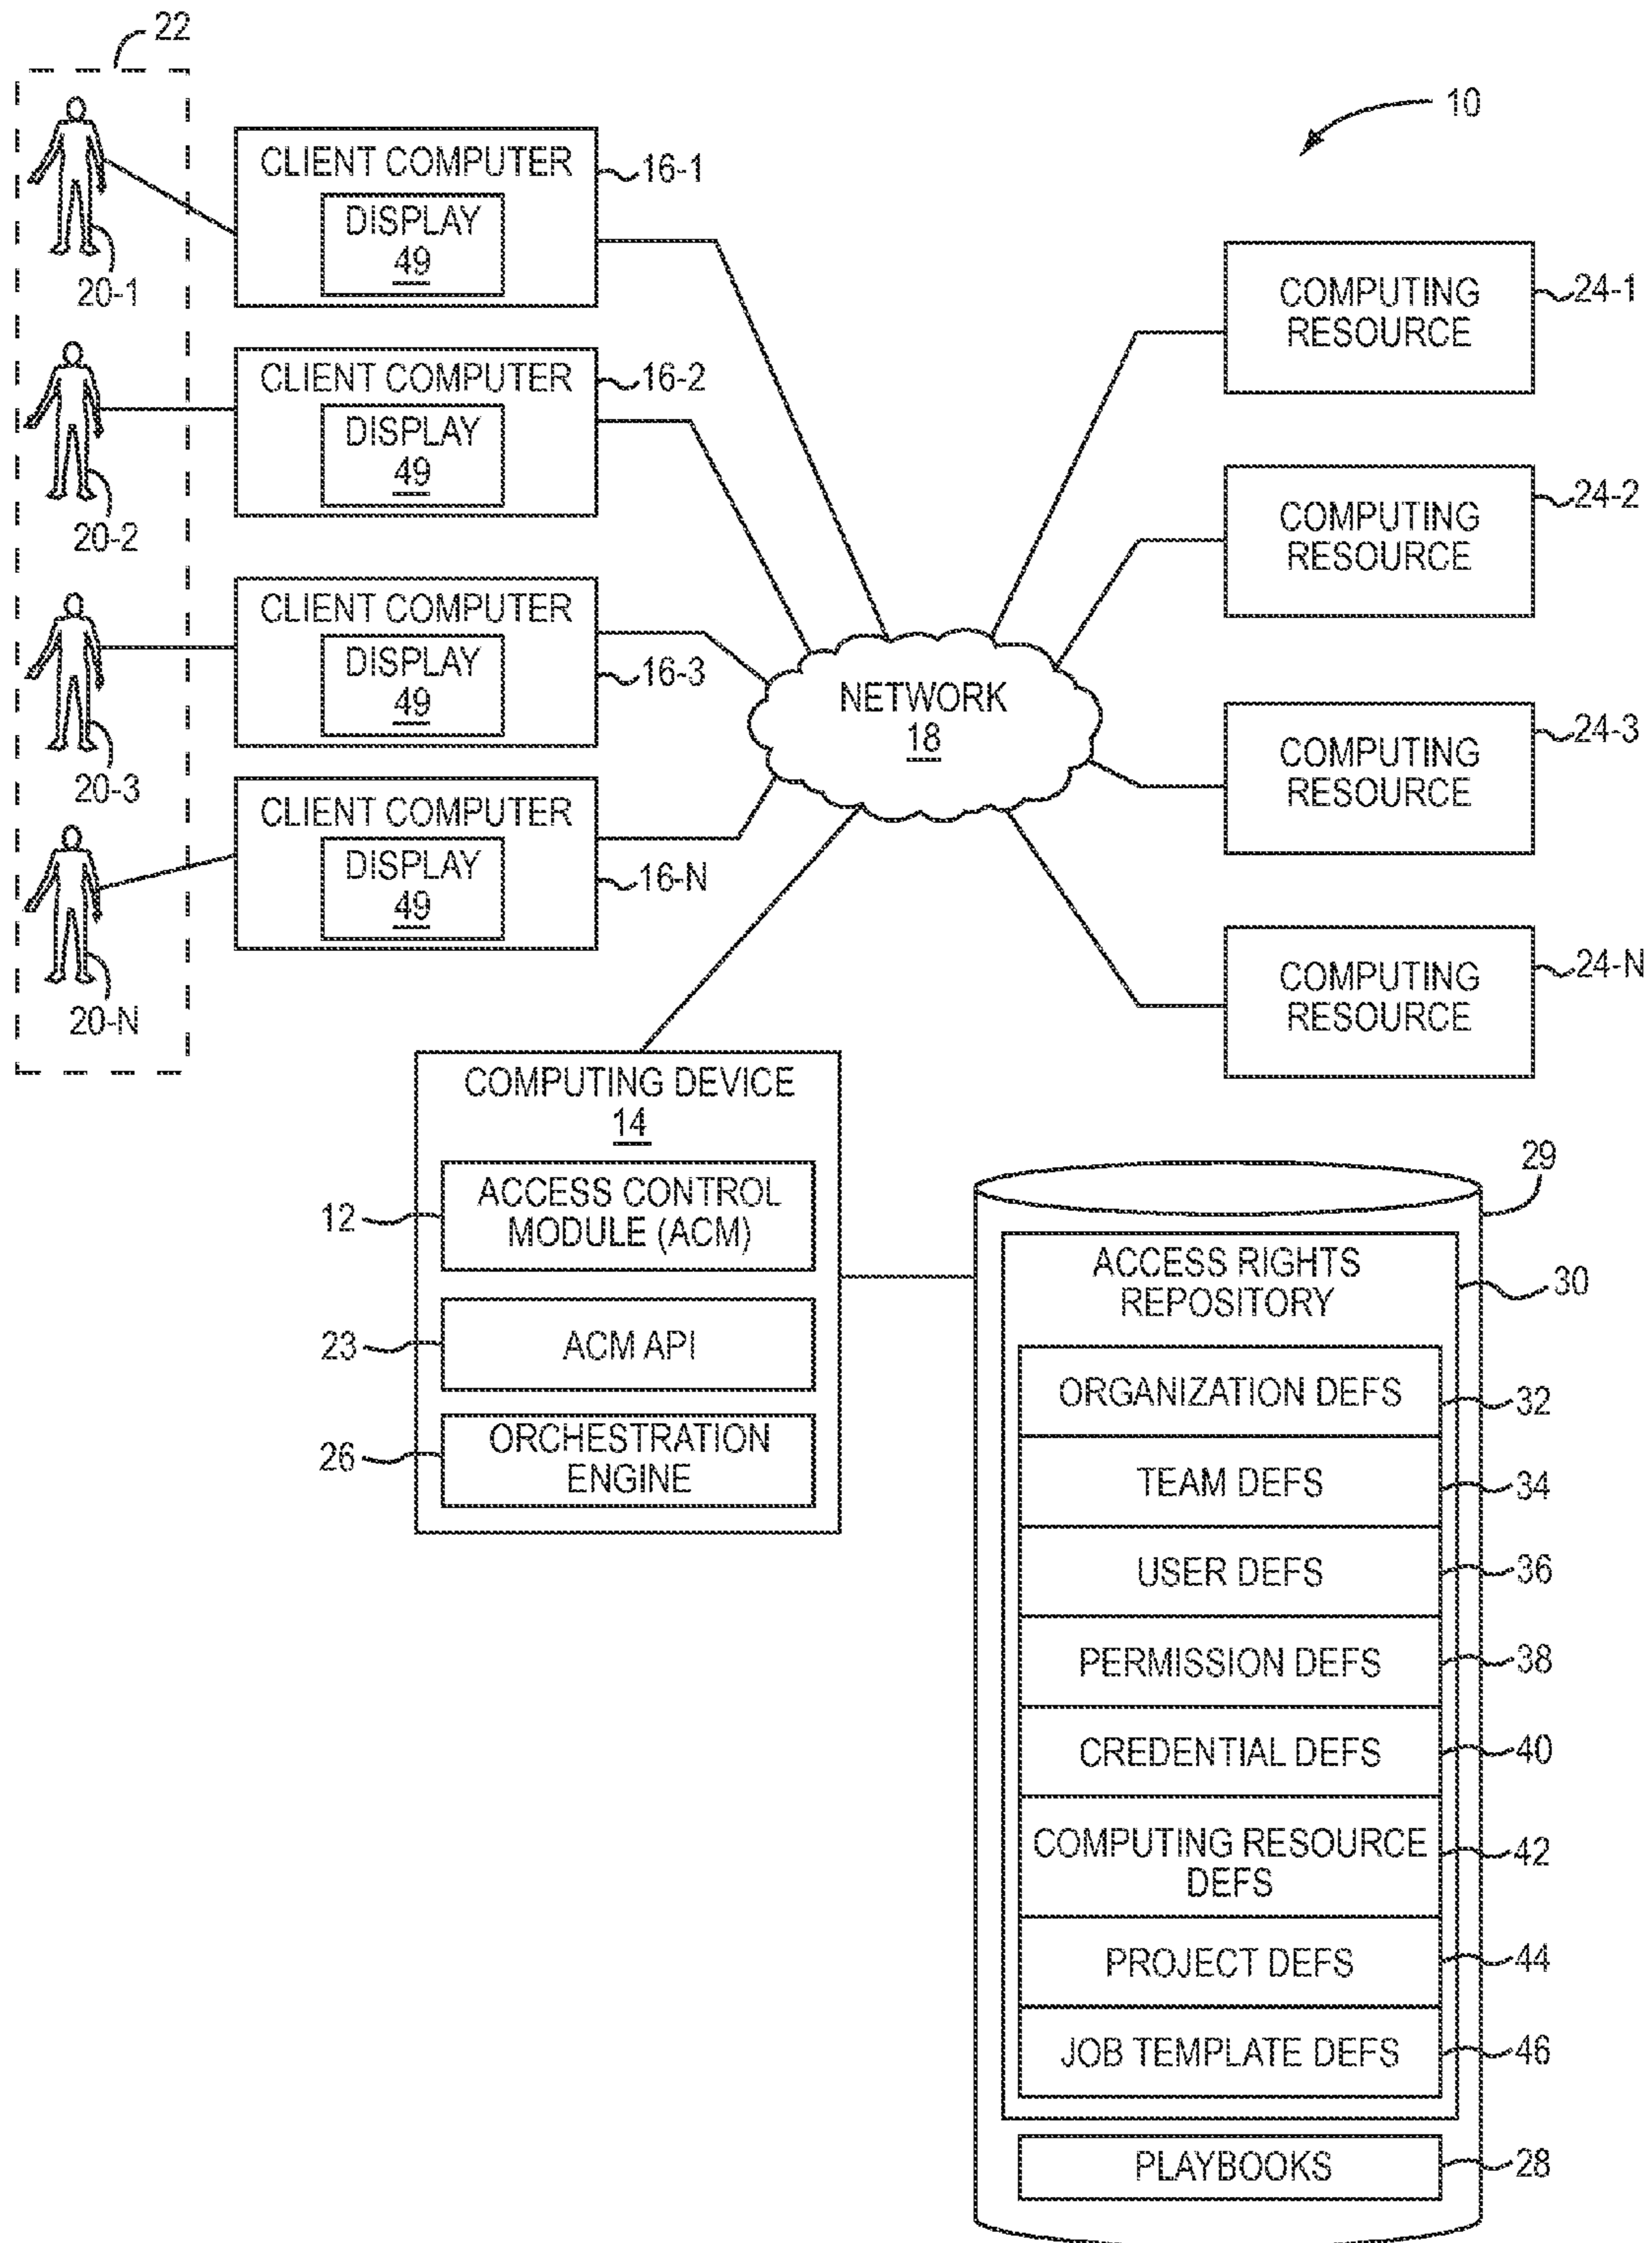 22
10
CLIENT COMPUTER
16-1
DISPLAY
49
20-1
CLIENT COMPUTER
16-2
DISPLAY
49
20-2
CLIENT COMPUTER
DISPLAY
49
16-3
20-3
CLIENT COMPUTER
DISPLAY
49
16-N
20-N
NETWORK
18
COMPUTING
RESOURCE
24-1
COMPUTING
RESOURCE
24-2
COMPUTING
RESOURCE
24-3
COMPUTING
RESOURCE
24-N
COMPUTING DEVICE
14
12
ACCESS CONTROL
MODULE (ACM)
23
ACM API
26
ORCHESTRATION
ENGINE
29
ACCESS RIGHTS
REPOSITORY
30
ORGANIZATION DEFS
32
TEAM DEFS
34
USER DEFS
36
PERMISSION DEFS
38
CREDENTIAL DEFS
40
COMPUTING RESOURCE
DEFS
42
PROJECT DEFS
44
JOB TEMPLATE DEFS
46
PLAYBOOKS
28